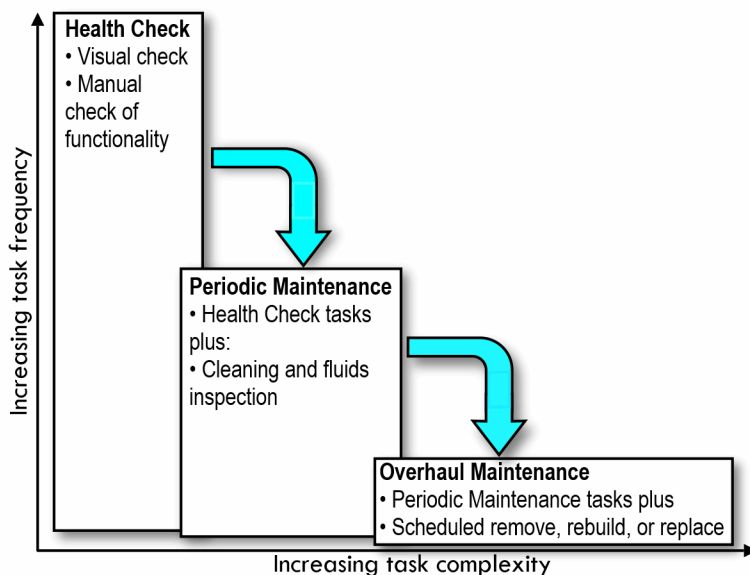 Health Check
• Visual check
• Manual
check of
functionality
Increasing task frequency
Periodic Maintenance
• Health Check tasks
plus:
• Cleaning and fluids
inspection
Overhaul Maintenance
• Periodic Maintenance tasks plus
• Scheduled remove, rebuild, or replace
Increasing task complexity